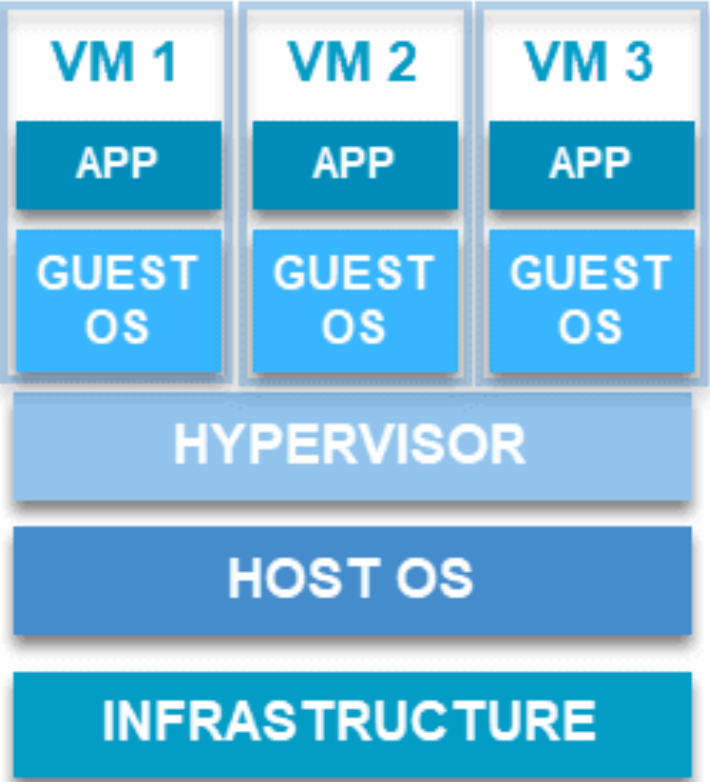 VM 1
VM 2
VM 3
APP
APP
APP
GUEST
OS
GUEST
OS
GUEST
OS
HYPERVISOR
HOST OS
INFRASTRUCTURE